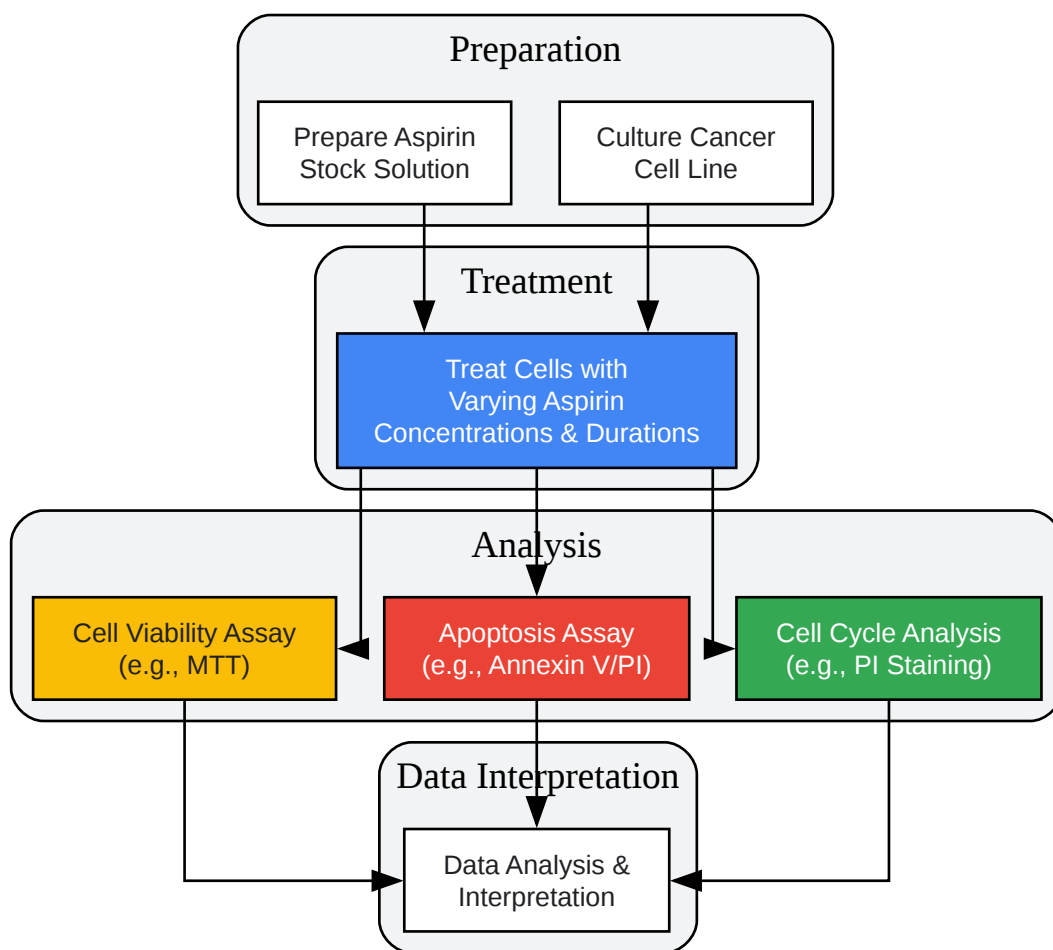 Preparation
Prepare Aspirin
Stock Solution
Culture Cancer
Cell Line
Treatment
Treat Cells with
Varying Aspirin
Concentrations & Durations
Analysis
Cell Viability Assay
(e.g., MTT)
Apoptosis Assay
(e.g., Annexin V/PI)
Cell Cycle Analysis
(e.g., PI Staining)
Data Interpretation
Data Analysis &
Interpretation